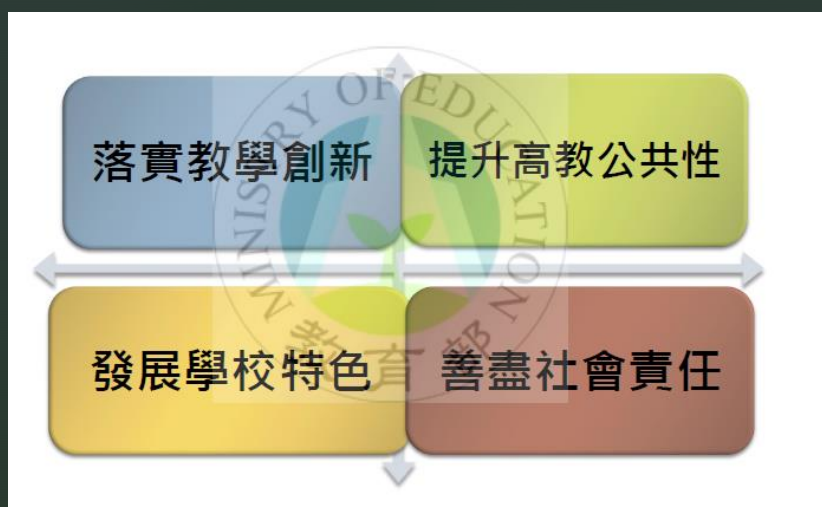 落實教學創新
提升高教公共性
發展學校特色
善盡社會責任
MINISTRY OF EDUCATION
教育部